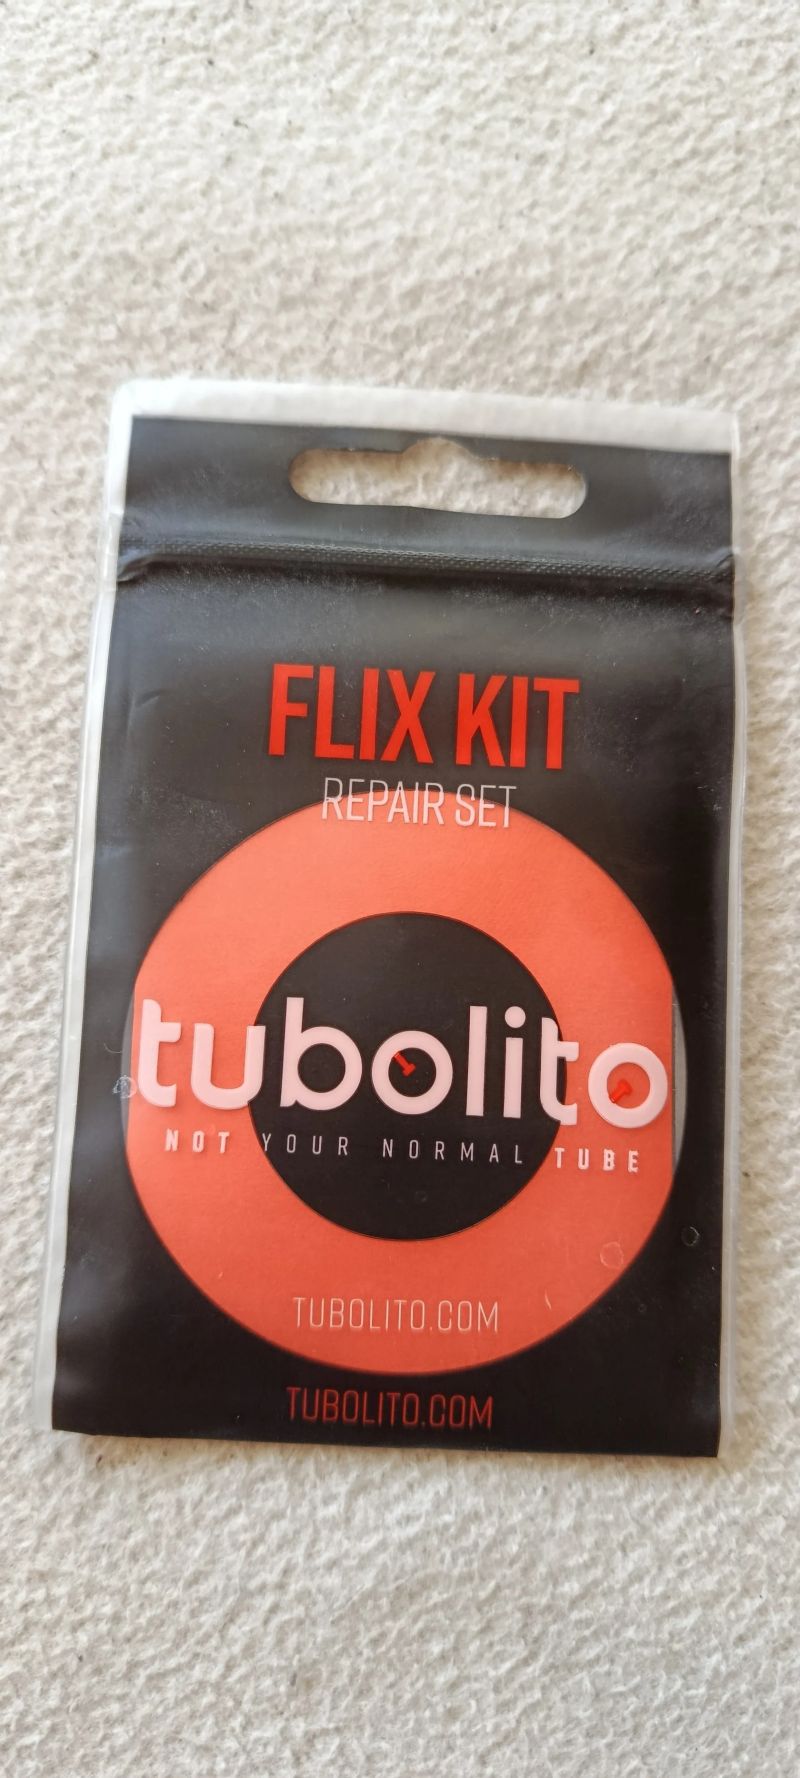 FLIX KIT
REPAIR SET
tubolito
NOT YOUR NORMAL TUBE
TUBOLITO.COM
TUBOLITO.COM